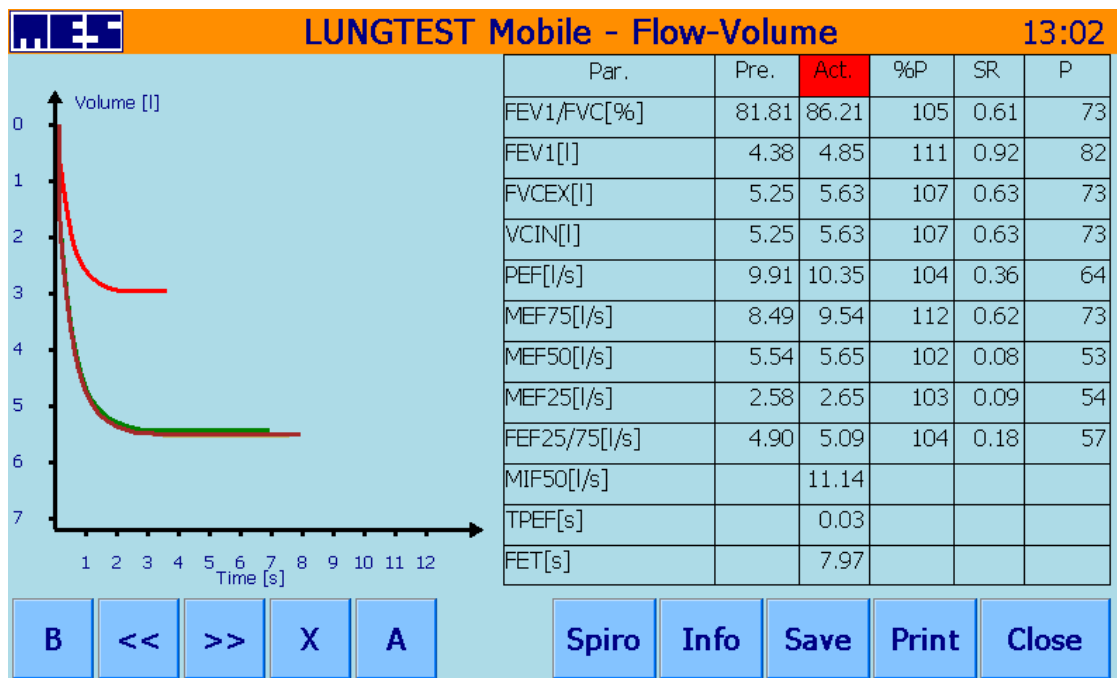 MES LUNGTEST Mobile - Flow-Volume 13:02
Volume [l]
0
1
2
3
4
5
6
7
1 2 3 4 5 6 7 8 9 10 11 12
Time [s]
Par. Pre. Act. %P SR P
FEV1/FVC[%] 81.81 86.21 105 0.61 73
FEV1[l] 4.38 4.85 111 0.92 82
FVCEX[l] 5.25 5.63 107 0.63 73
VCIN[l] 5.25 5.63 107 0.63 73
PEF[l/s] 9.91 10.35 104 0.36 64
MEF75[l/s] 8.49 9.54 112 0.62 73
MEF50[l/s] 5.54 5.65 102 0.08 53
MEF25[l/s] 2.58 2.65 103 0.09 54
FEF25/75[l/s] 4.90 5.09 104 0.18 57
MIF50[l/s] 11.14
TPEF[s] 0.03
FET[s] 7.97
B << >> X A Spiro Info Save Print Close